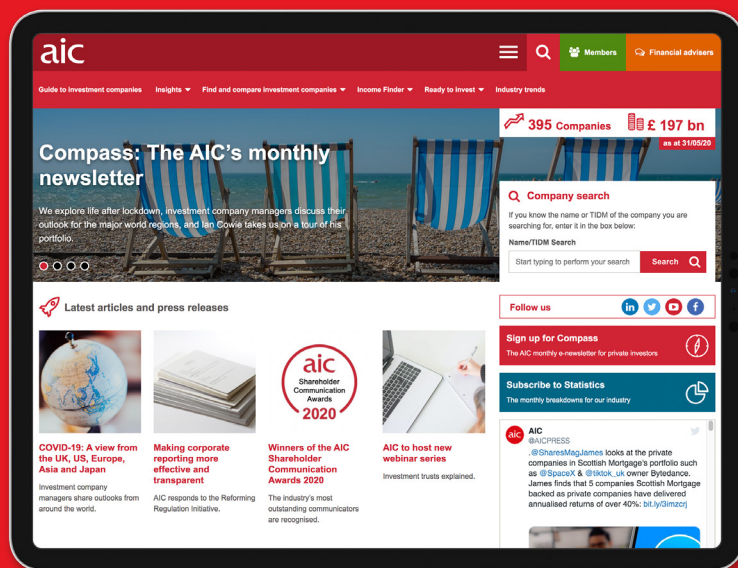 aic
Members
Financial advisers
Guide to investment companies
Insights
Find and compare investment companies
Income Finder
Ready to Invest
Industry trends
Compass: The AIC's monthly
newsletter
We explore life after lockdown, investment company managers discuss their
outlook for the major world regions, and Ian Cowie takes us on a tour of his
portfolio.
395 Companies
£ 197 bn
as at 31/05/20
Company search
If you know the name or TIDM of the company you are
searching for, enter it in the box below:
Name/TIDM Search
Start typing to perform your search
Search
Latest articles and press releases
aic
Shareholder
Communication
Awards
2020
COVID-19: A view from
the UK, US, Europe,
Asia and Japan
Investment company
managers share outlooks from
around the world.
Making corporate
reporting more
effective and
transparent
AIC responds to the Reforming
Regulation Initiative.
Winners of the AIC
Shareholder
Communication
Awards 2020
The industry's most
outstanding communicators
are recognised.
AIC to host new
webinar series
Investment trusts explained.
Follow us
in
f
Sign up for Compass
The AIC monthly e-newsletter for private investors
Subscribe to Statistics
The monthly breakdowns for our industry
aic
AIC
@AICPRESS
.@SharesMagJames looks at the private
companies in Scottish Mortgage's portfolio such
as @SpaceX & @tiktok_uk owner Bytedance.
James finds that 5 companies Scottish Mortgage
backed as private companies have delivered
annualised returns of over 40%: bit.ly/3imzcrj